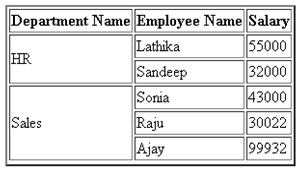 Department Name Employee Name Salary
HR Lathika 55000
Sandeep 32000
Sales Sonia 43000
Raju 30022
Ajay 99932